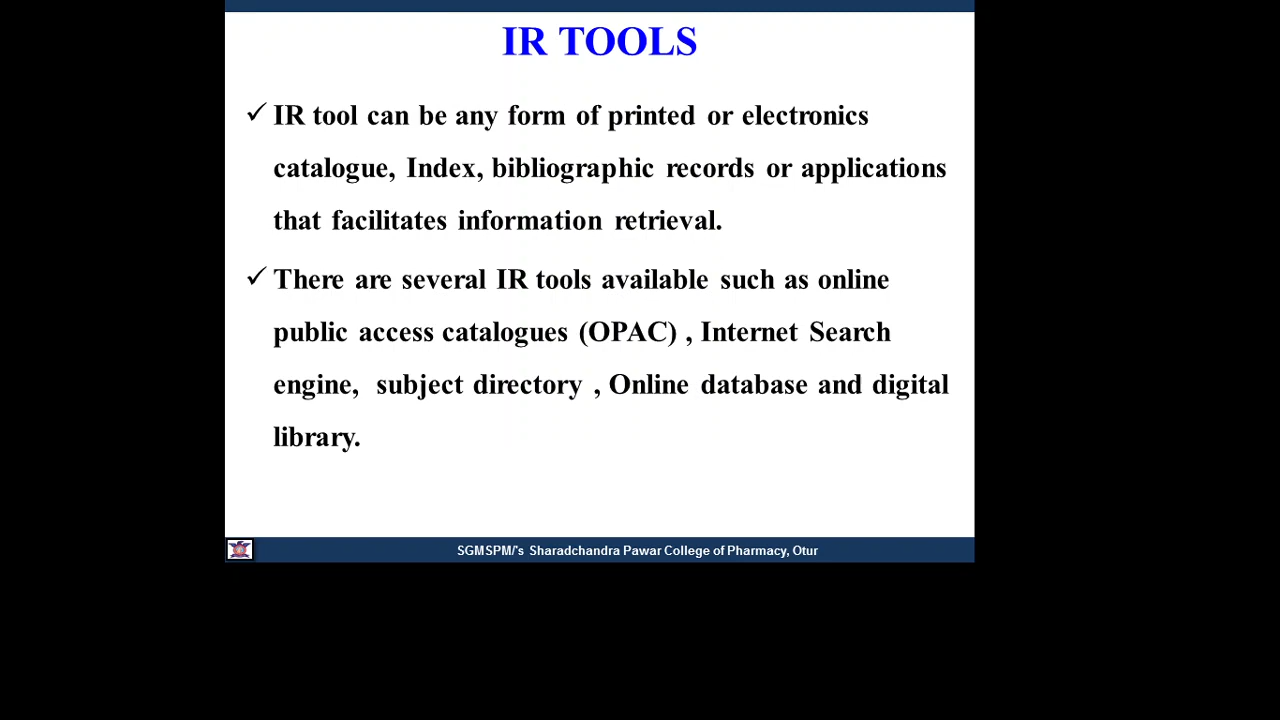 IR TOOLS
✓ IR tool can be any form of printed or electronics
catalogue, Index, bibliographic records or applications
that facilitates information retrieval.
✓ There are several IR tools available such as online
public access catalogues (OPAC) , Internet Search
engine, subject directory , Online database and digital
library.
SGMSPM/'s Sharadchandra Pawar College of Pharmacy, Otur